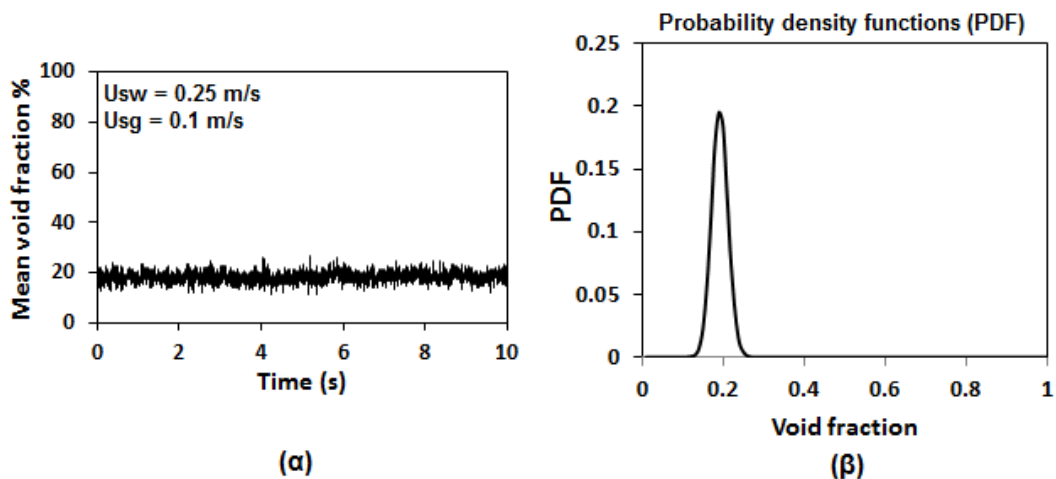 Mean void fraction %
100
80
60
40
20
0
Usw = 0.25 m/s
Usg = 0.1 m/s
0 2 4 6 8 10
Time (s)
(α)
Probability density functions (PDF)
PDF
0.25
0.2
0.15
0.1
0.05
0
0 0.2 0.4 0.6 0.8 1
Void fraction
(β)